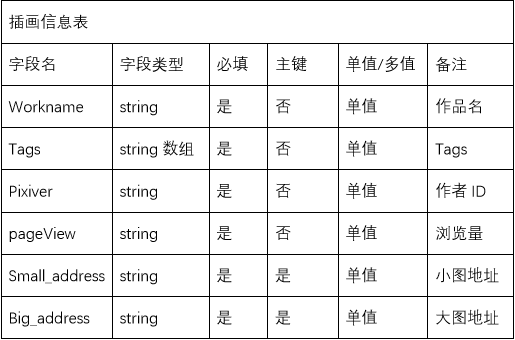 插画信息表
字段名 字段类型 必填 主键 单值/多值 备注
Workname string 是 否 单值 作品名
Tags string 数组 是 否 单值 Tags
Pixiver string 是 否 单值 作者 ID
pageView string 是 否 单值 浏览量
Small_address string 是 是 单值 小图地址
Big_address string 是 是 单值 大图地址